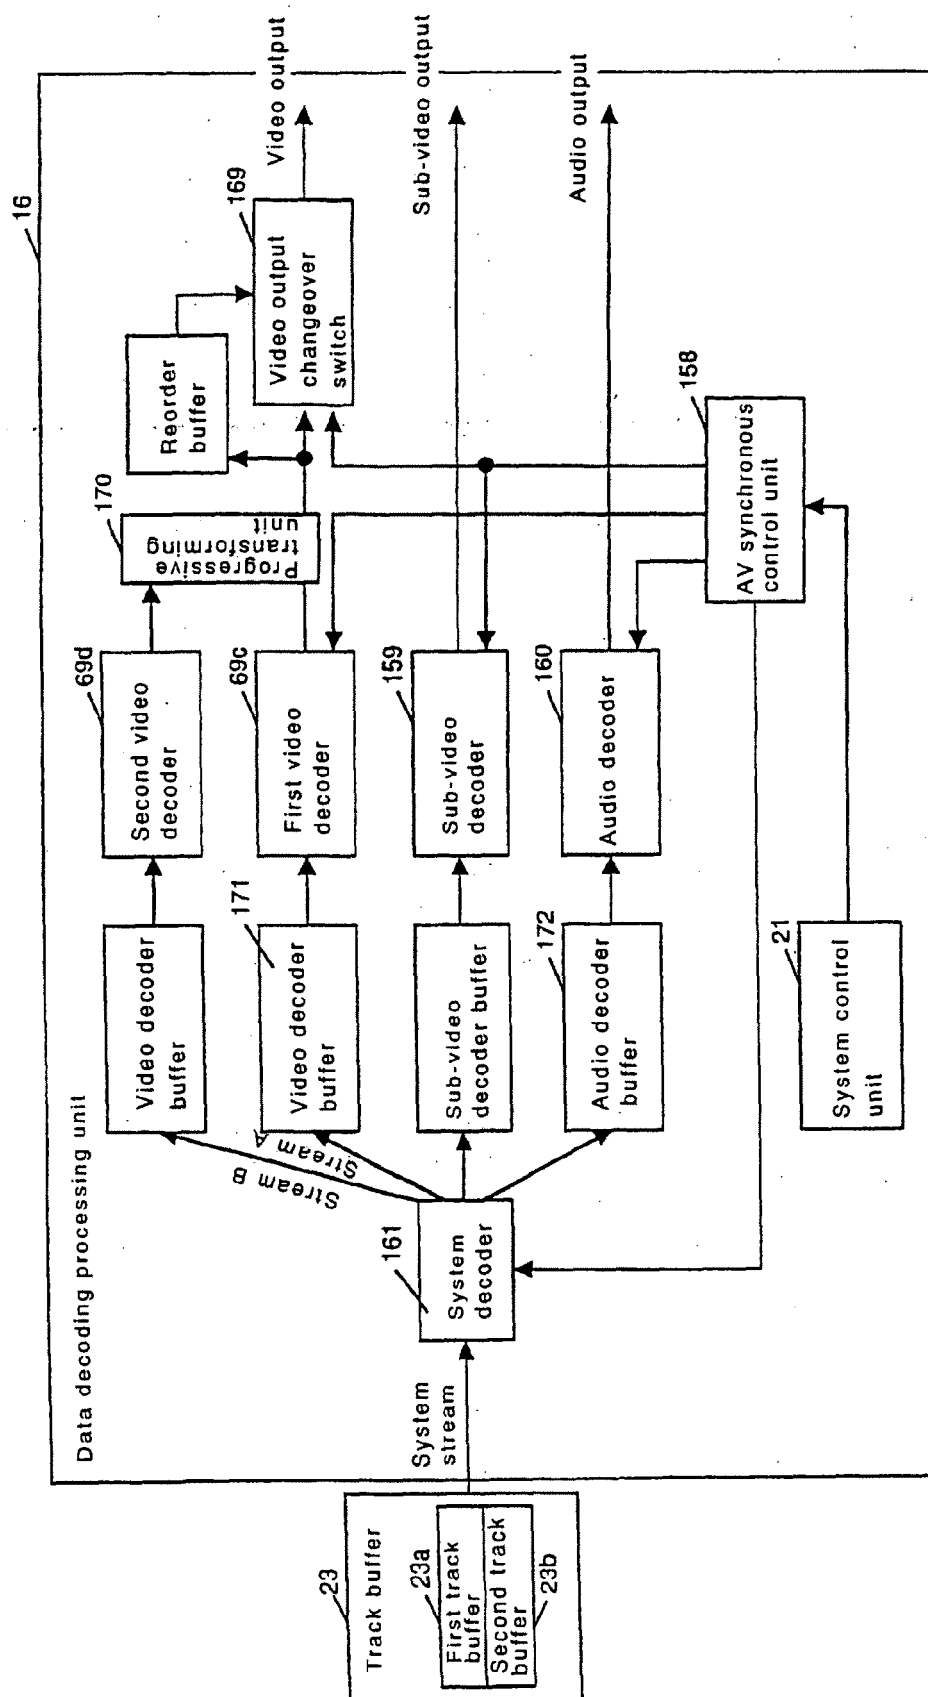 16
Data decoding processing unit
23
Track buffer
23a
First track
buffer
Second track
buffer
23b
System
stream
161
System
decoder
Stream B
Stream A
Video decoder
buffer
171
Video decoder
buffer
Sub-video
decoder buffer
172
Audio decoder
buffer
21
System control
unit
69d
Second video
decoder
69c
First video
decoder
159
Sub-video
decoder
160
Audio decoder
170
Progressive
transforming
unit
Reorder
buffer
169
Video output
changeover
switch
158
AV synchronous
control unit
Video output
Sub-video output
Audio output